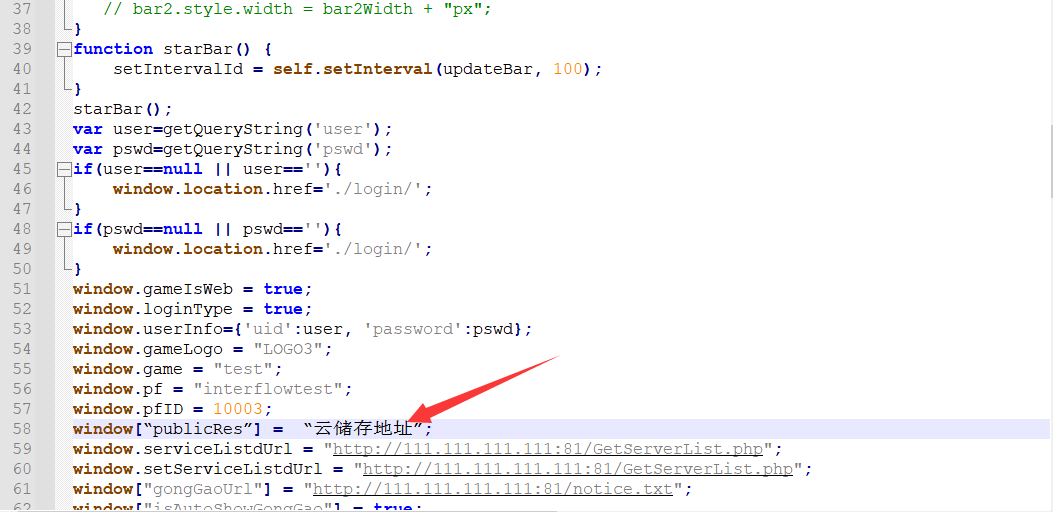 37 // bar2.style.width = bar2Width + "px";
38 }
39 function starBar() {
40 setIntervalId = self.setInterval(updateBar, 100);
41 }
42 starBar();
43 var user=getQueryString('user');
44 var pswd=getQueryString('pswd');
45 if(user==null || user==''){
46 window.location.href='./login/';
47 }
48 if(pswd==null || pswd==''){
49 window.location.href='./login/';
50 }
51 window.gameIsWeb = true;
52 window.loginType = true;
53 window.userInfo={'uid':user, 'password':pswd};
54 window.gameLogo = "LOGO3";
55 window.game = "test";
56 window.pf = "interflowtest";
57 window.pfID = 10003;
58 window[“publicRes”] = “云储存地址”;
59 window.serviceListdUrl = "http://111.111.111.111:81/GetServerList.php";
60 window.setServiceListdUrl = "http://111.111.111.111:81/GetServerList.php";
61 window["gongGaoUrl"] = "http://111.111.111.111:81/notice.txt";
62 window["isAutoShowGongGao"] = true;